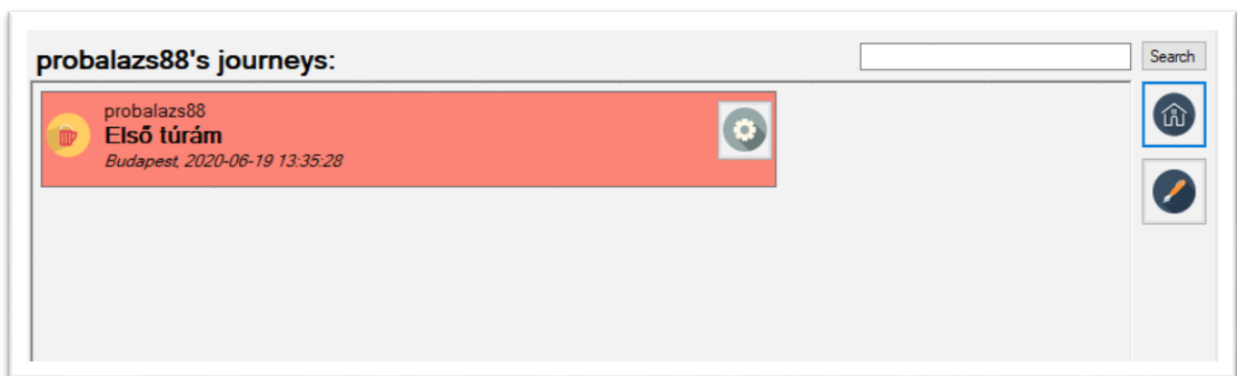 probalazs88's journeys:
Search
probalazs88
Első túrám
Budapest, 2020-06-19 13:35:28